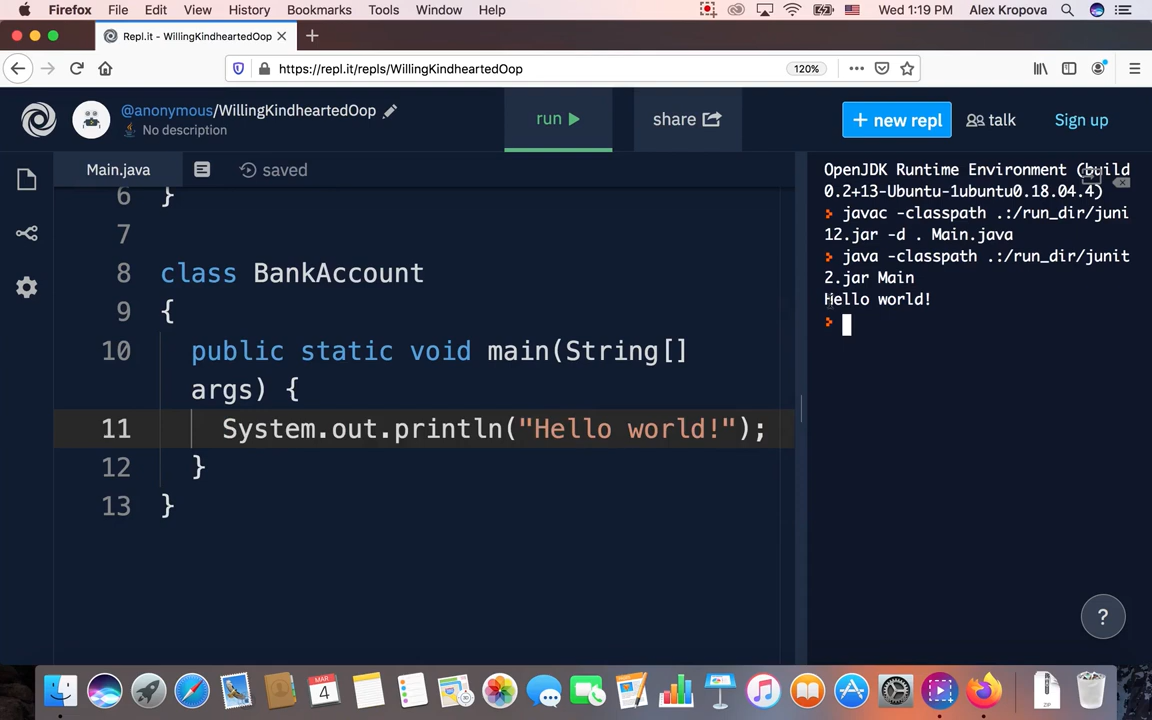 Firefox File Edit View History Bookmarks Tools Window Help Wed 1:19 PM Alex Kropova
Repl.it - WillingKindheartedOop
https://repl.it/repls/WillingKindheartedOop 120%
@anonymous/WillingKindheartedOop
No description
run
share
+ new repl
talk
Sign up
Main.java
saved
6 }
7
8 class BankAccount
9 {
10 public static void main(String[]
args) {
11 System.out.println("Hello world!");
12 }
13 }
OpenJDK Runtime Environment (build
0.2+13-Ubuntu-1ubuntu0.18.04.4)
javac -classpath .:/run_dir/juni
12.jar -d . Main.java
java -classpath .:/run_dir/junit
2.jar Main
Hello world!
?
MAR
4
ZIP